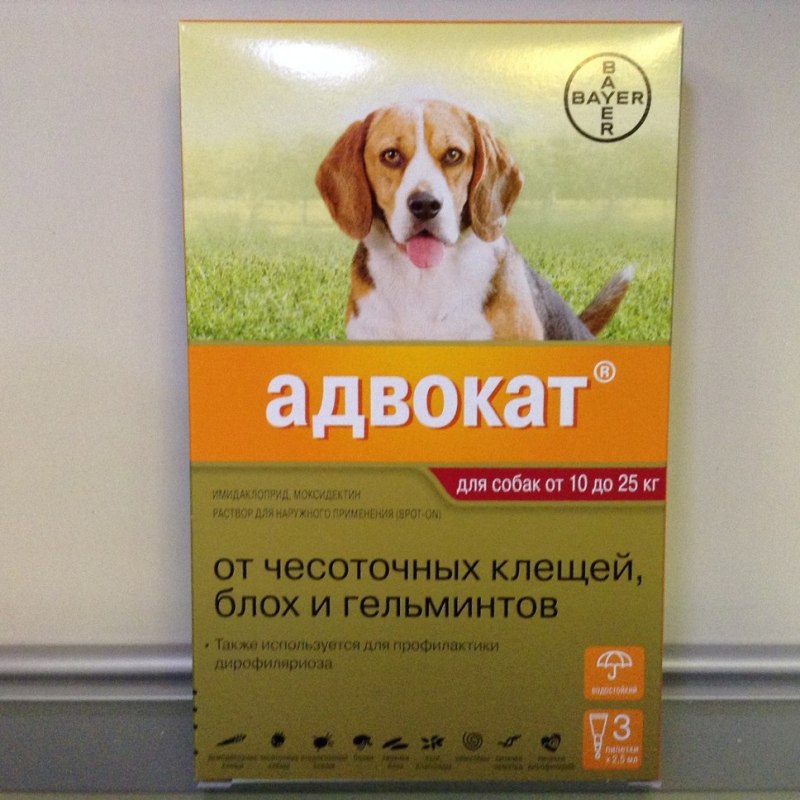 BAYER
BAYER
адвокат®
для собак от 10 до 25 кг
ИМИДАКЛОПРИД, МОКСИДЕКТИН
РАСТВОР ДЛЯ НАРУЖНОГО ПРИМЕНЕНИЯ (SPOT-ON)
от чесоточных клещей,
блох и гельминтов
• Также используется для профилактики
дирофиляриоза
водостойкий
3
пипетки
x 2,5 мл